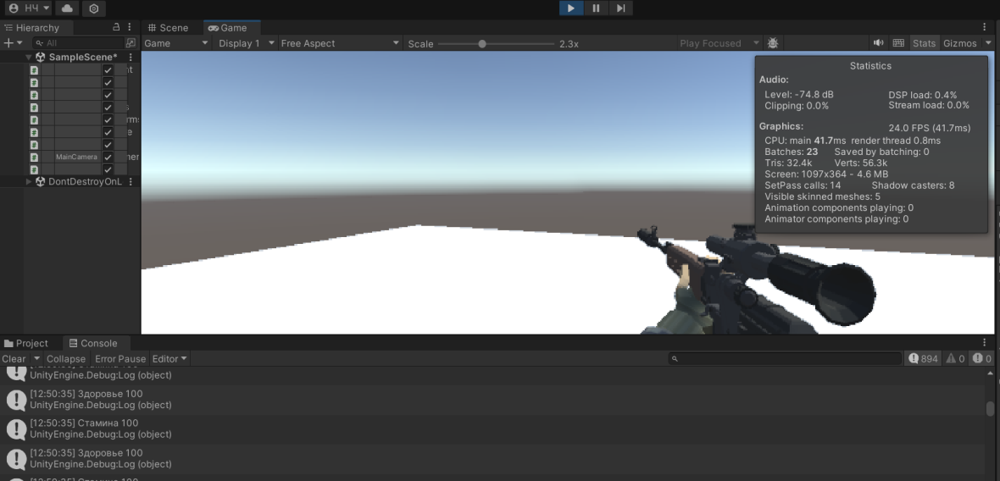 НЧ
Hierarchy
Scene
Game
All
Game Display 1 Free Aspect Scale 2.3x Play Focused Stats Gizmos
SampleScene*
MainCamera
DontDestroyOnL
Statistics
Audio:
Level: -74.8 dB DSP load: 0.4%
Clipping: 0.0% Stream load: 0.0%
Graphics: 24.0 FPS (41.7ms)
CPU: main 41.7ms render thread 0.8ms
Batches: 23 Saved by batching: 0
Tris: 32.4k Verts: 56.3k
Screen: 1097x364 - 4.6 MB
SetPass calls: 14 Shadow casters: 8
Visible skinned meshes: 5
Animation components playing: 0
Animator components playing: 0
Project Console
Clear Collapse Error Pause Editor 894 0 0
UnityEngine.Debug:Log (object)
[12:50:35] Здоровье 100
UnityEngine.Debug:Log (object)
[12:50:35] Стамина 100
UnityEngine.Debug:Log (object)
[12:50:35] Здоровье 100
UnityEngine.Debug:Log (object)
[12:50:35] Стамина 100